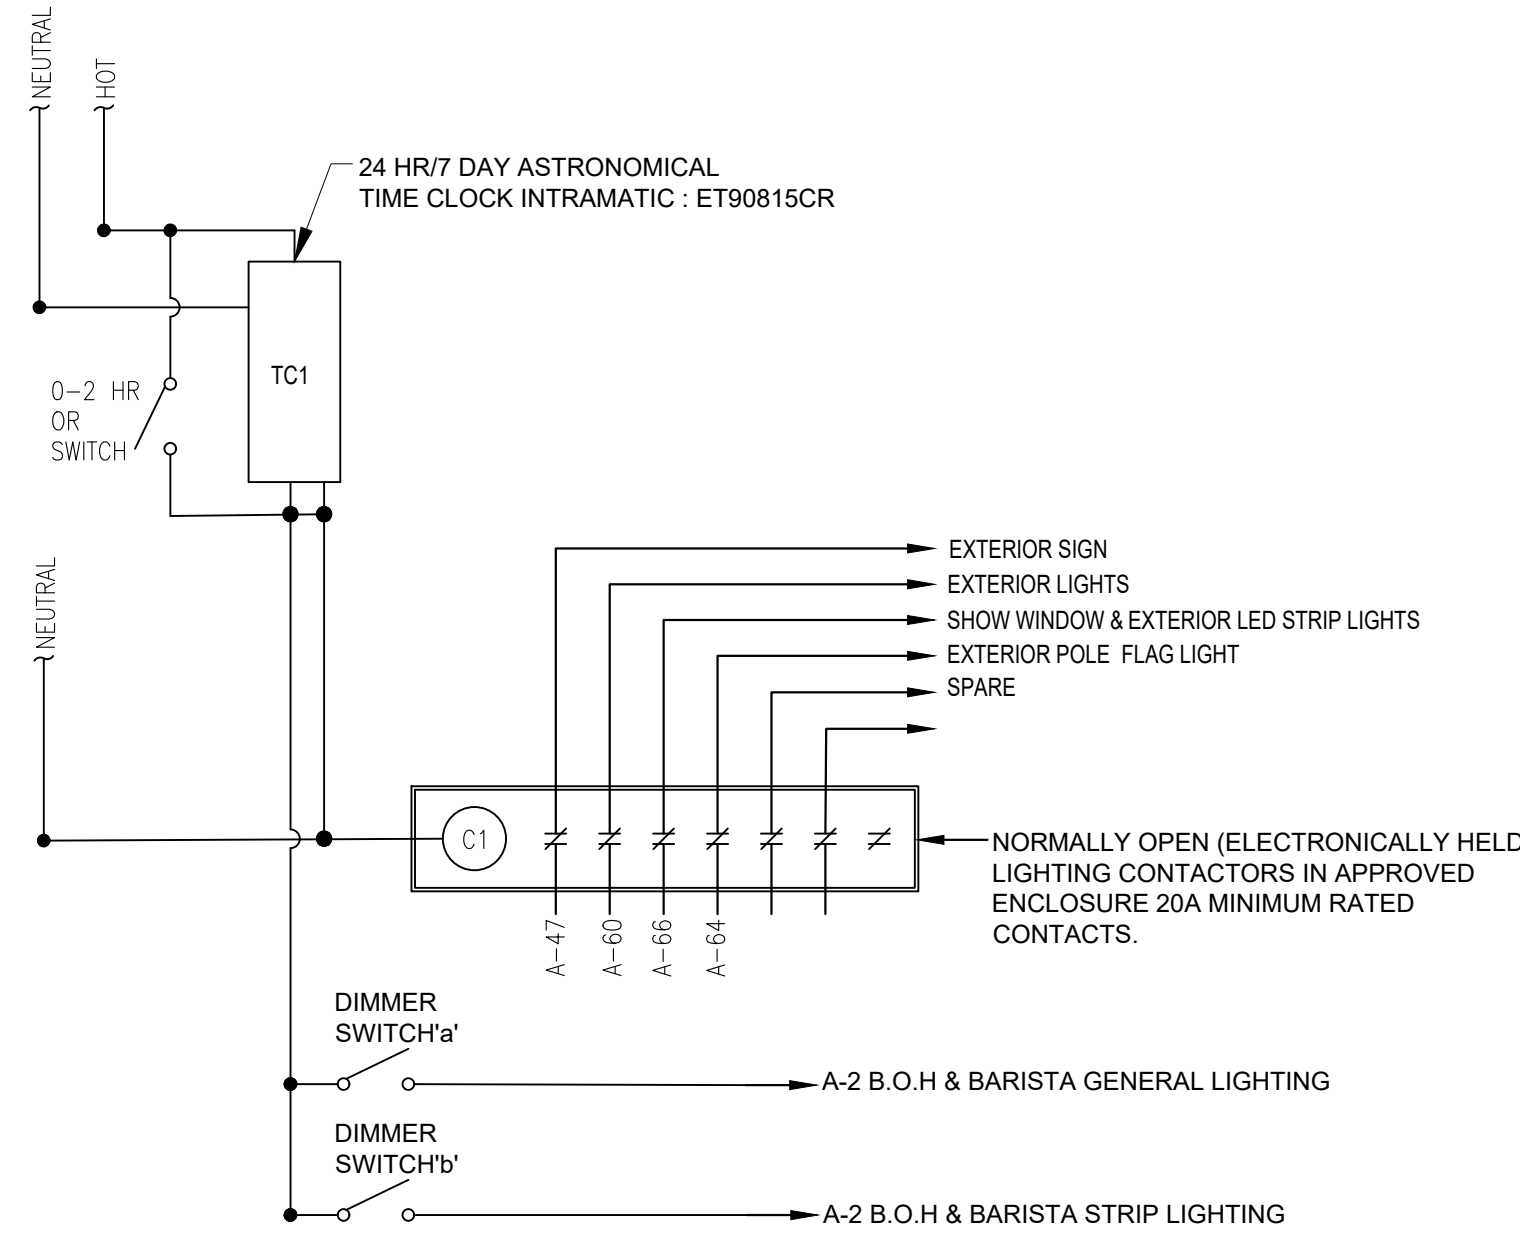 NEUTRAL
HOT
24 HR/7 DAY ASTRONOMICAL
TIME CLOCK INTRAMATIC : ET90815CR
TC1
0-2 HR
OR
SWITCH
NEUTRAL
EXTERIOR SIGN
EXTERIOR LIGHTS
SHOW WINDOW & EXTERIOR LED STRIP LIGHTS
EXTERIOR POLE FLAG LIGHT
SPARE
C1
NORMALLY OPEN (ELECTRONICALLY HELD
LIGHTING CONTACTORS IN APPROVED
ENCLOSURE 20A MINIMUM RATED
CONTACTS.
A-47
A-60
A-66
A-64
DIMMER
SWITCH'a'
A-2 B.O.H & BARISTA GENERAL LIGHTING
DIMMER
SWITCH'b'
A-2 B.O.H & BARISTA STRIP LIGHTING